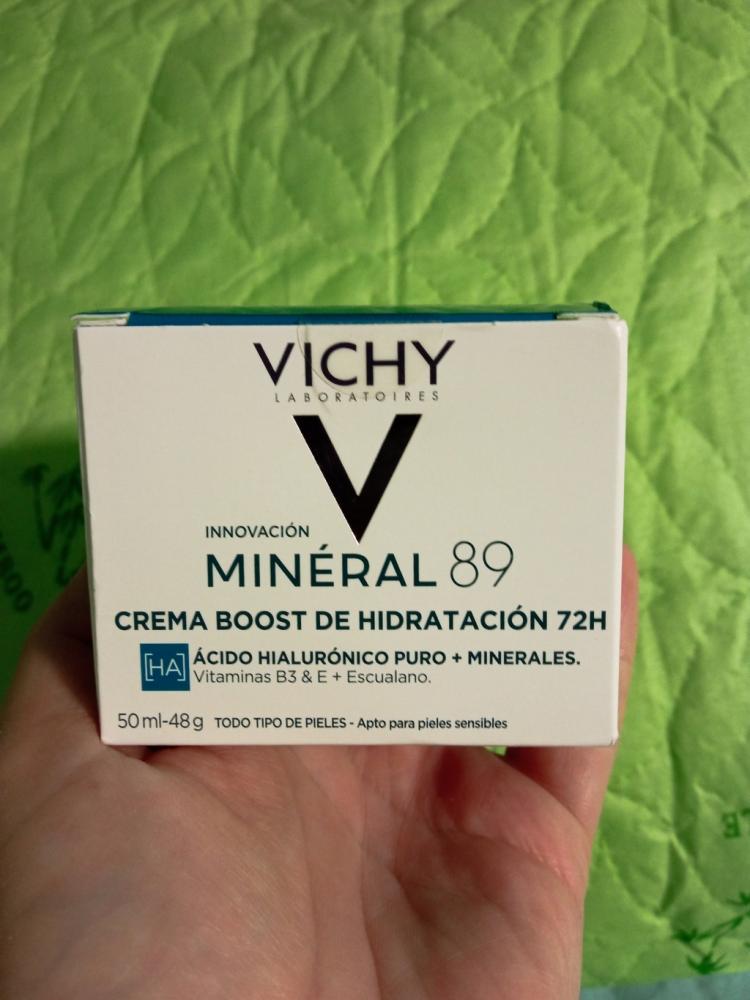 VICHY
LABORATOIRES
INNOVACIÓN
MINÉRAL 89
CREMA BOOST DE HIDRATACIÓN 72H
[HA] ÁCIDO HIALURÓNICO PURO + MINERALES.
Vitaminas B3 & E + Escualano.
50 ml-48 g TODO TIPO DE PIELES - Apto para pieles sensibles